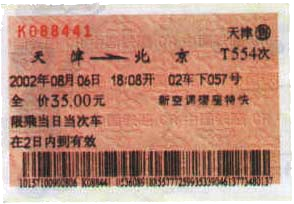 K088441 天津 售
天津 北京 T554次
2002年08月06日 18:08开 02车下057号
全价35.00元 新空调硬座特快
限乘当日当次车
在2日内到有效